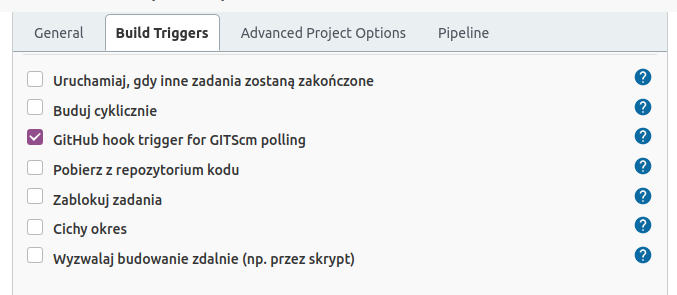 General Build Triggers Advanced Project Options Pipeline
Uruchamiaj, gdy inne zadania zostaną zakończone ?
Buduj cyklicznie ?
GitHub hook trigger for GITScm polling ?
Pobierz z repozytorium kodu ?
Zablokuj zadania ?
Cichy okres ?
Wyzwalaj budowanie zdalnie (np. przez skrypt) ?